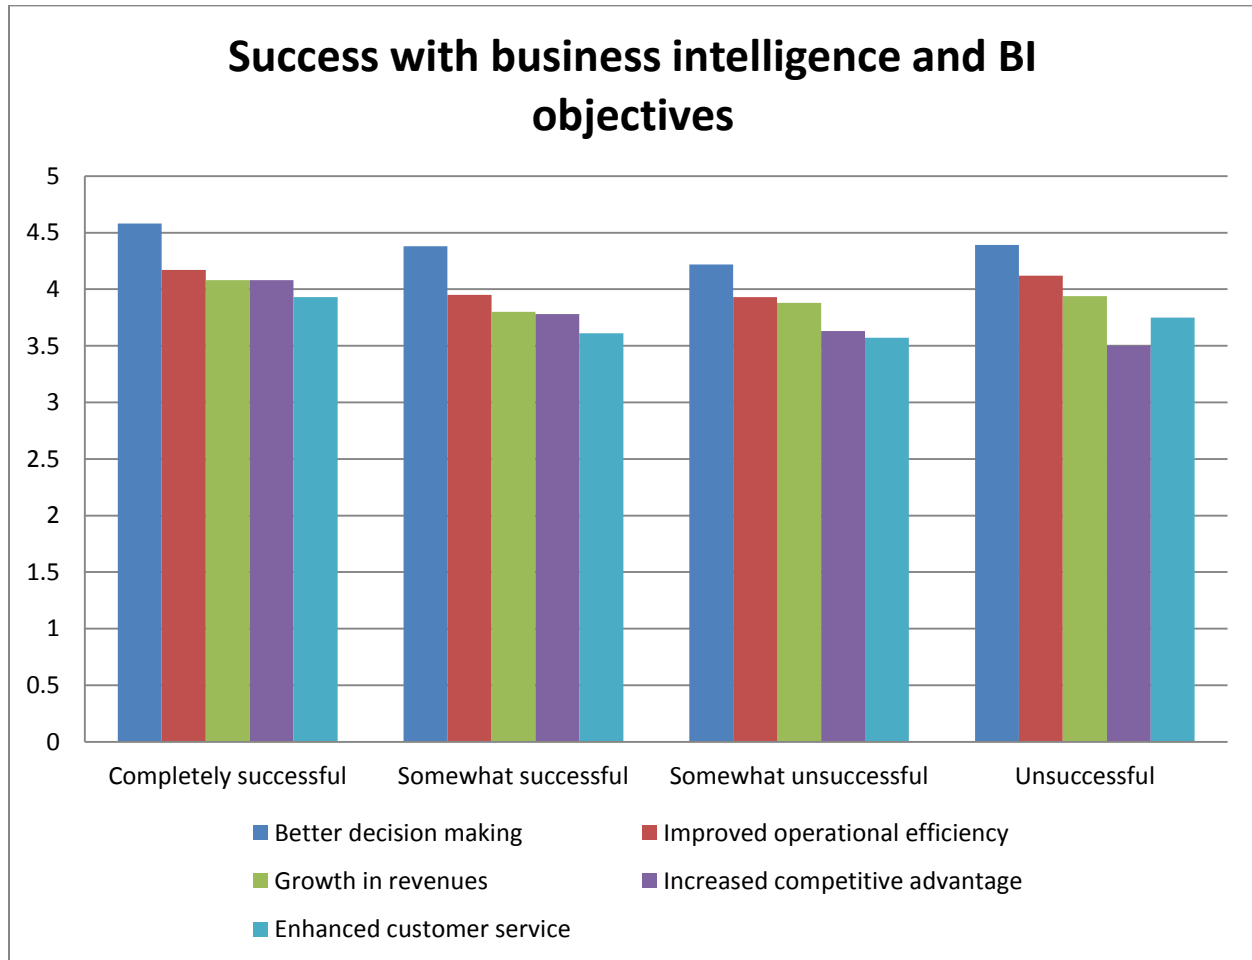 Success with business intelligence and BI
objectives
5
4.5
4
3.5
3
2.5
2
1.5
1
0.5
0
Completely successful
Somewhat successful
Somewhat unsuccessful
Unsuccessful
Better decision making
Improved operational efficiency
Growth in revenues
Increased competitive advantage
Enhanced customer service